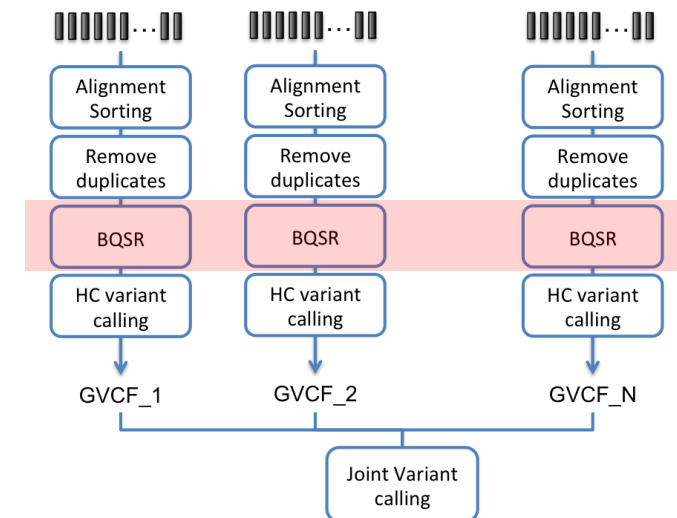 Alignment
Sorting
Alignment
Sorting
Alignment
Sorting
Remove
duplicates
Remove
duplicates
Remove
duplicates
BQSR
BQSR
BQSR
HC variant
calling
HC variant
calling
HC variant
calling
GVCF_1
GVCF_2
GVCF_N
Joint Variant
calling